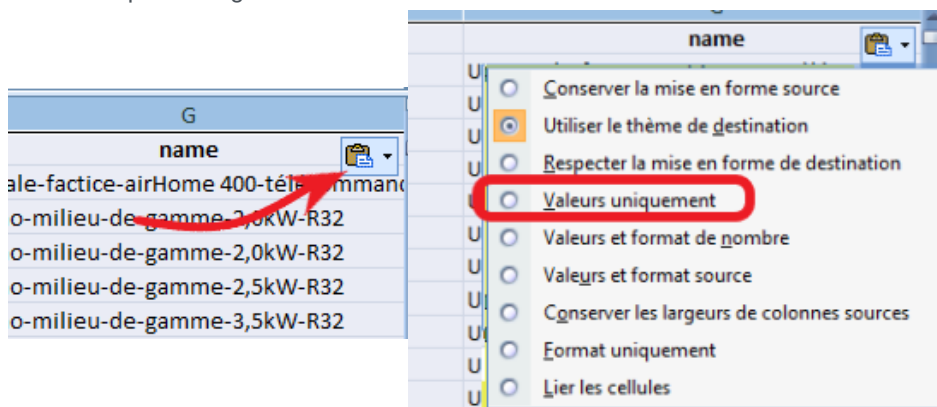 G
name
ale-factice-airHome 400-télécommand
o-milieu-de-gamme-2,0kW-R32
o-milieu-de-gamme-2,0kW-R32
o-milieu-de-gamme-2,5kW-R32
o-milieu-de-gamme-3,5kW-R32
name
Conserver la mise en forme source
Utiliser le thème de destination
Respecter la mise en forme de destination
Valeurs uniquement
Valeurs et format de nombre
Valeurs et format source
Conserver les largeurs de colonnes sources
Format uniquement
Lier les cellules